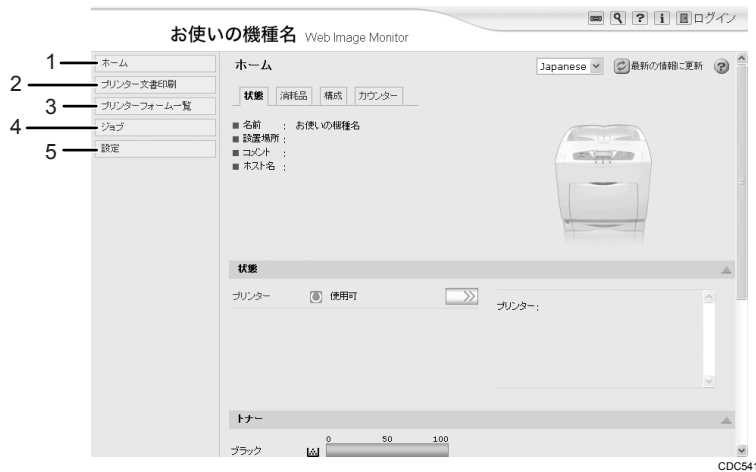 ログイン
お使いの機種名 Web Image Monitor
1 ホーム
2 プリンター文書印刷
3 プリンターフォーム一覧
4 ジョブ
5 設定
ホーム
Japanese 最新の情報に更新
状態 消耗品 構成 カウンター
名前 : お使いの機種名
設置場所 :
コメント :
ホスト名 :
状態
プリンター 使用可
プリンター :
トナー
0 50 100
ブラック